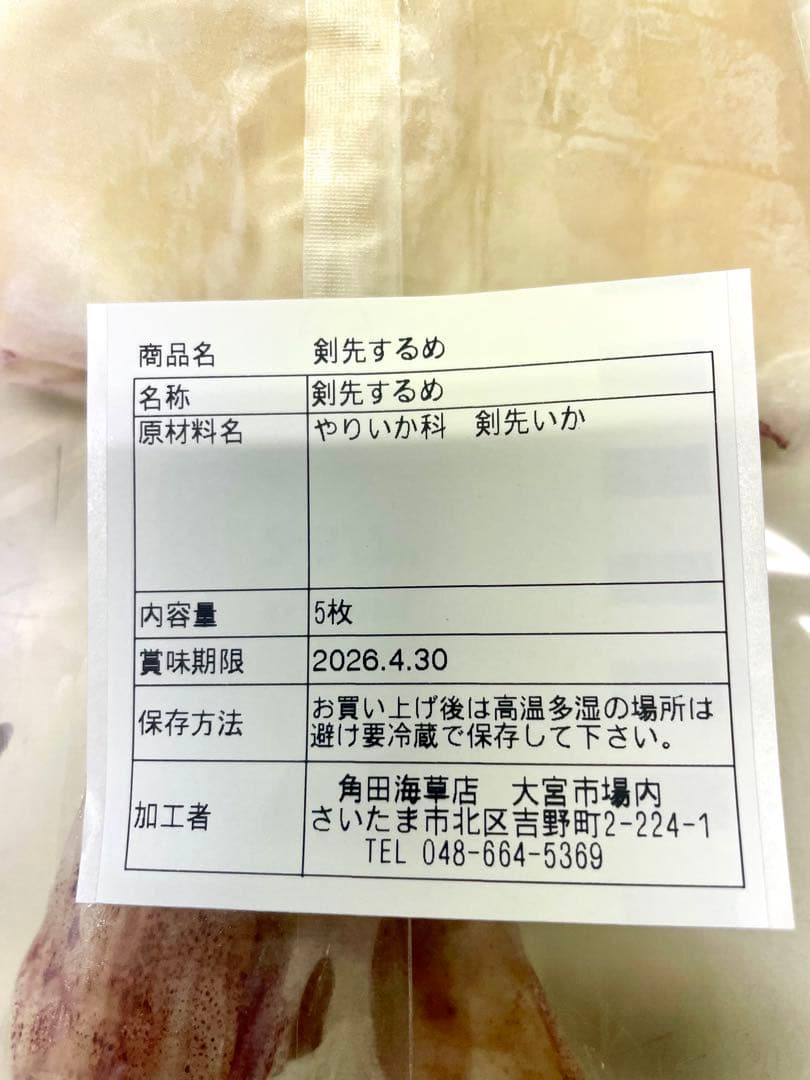 商品名 剣先するめ
名称 剣先するめ
原材料名 やりいか科 剣先いか
内容量 5枚
賞味期限 2026.4.30
保存方法 お買い上げ後は高温多湿の場所は
避け要冷蔵で保存して下さい。
加工者 角田海草店 大宮市場内
さいたま市北区吉野町2-224-1
TEL 048-664-5369